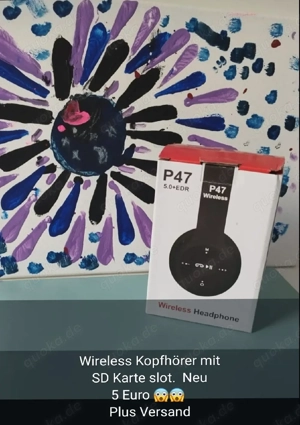 P47
5.0+EDR
P47
Wireless
Wireless Headphone
Wireless Kopfhörer mit
SD Karte slot. Neu
5 Euro 😱😱
Plus Versand